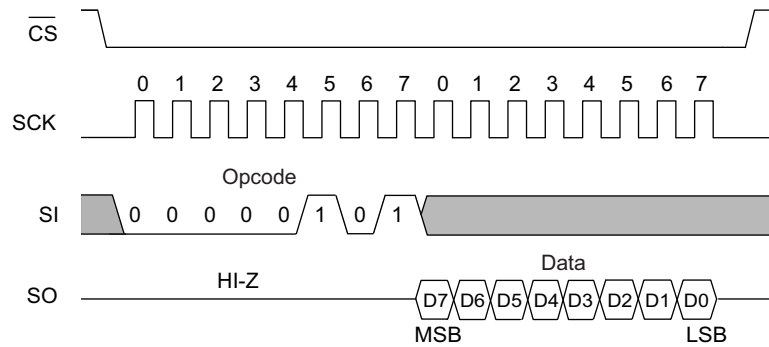 CS
0 1 2 3 4 5 6 7 0 1 2 3 4 5 6 7
SCK
Opcode
SI 0 0 0 0 0 1 0 1
HI-Z Data
SO D7 D6 D5 D4 D3 D2 D1 D0
MSB LSB